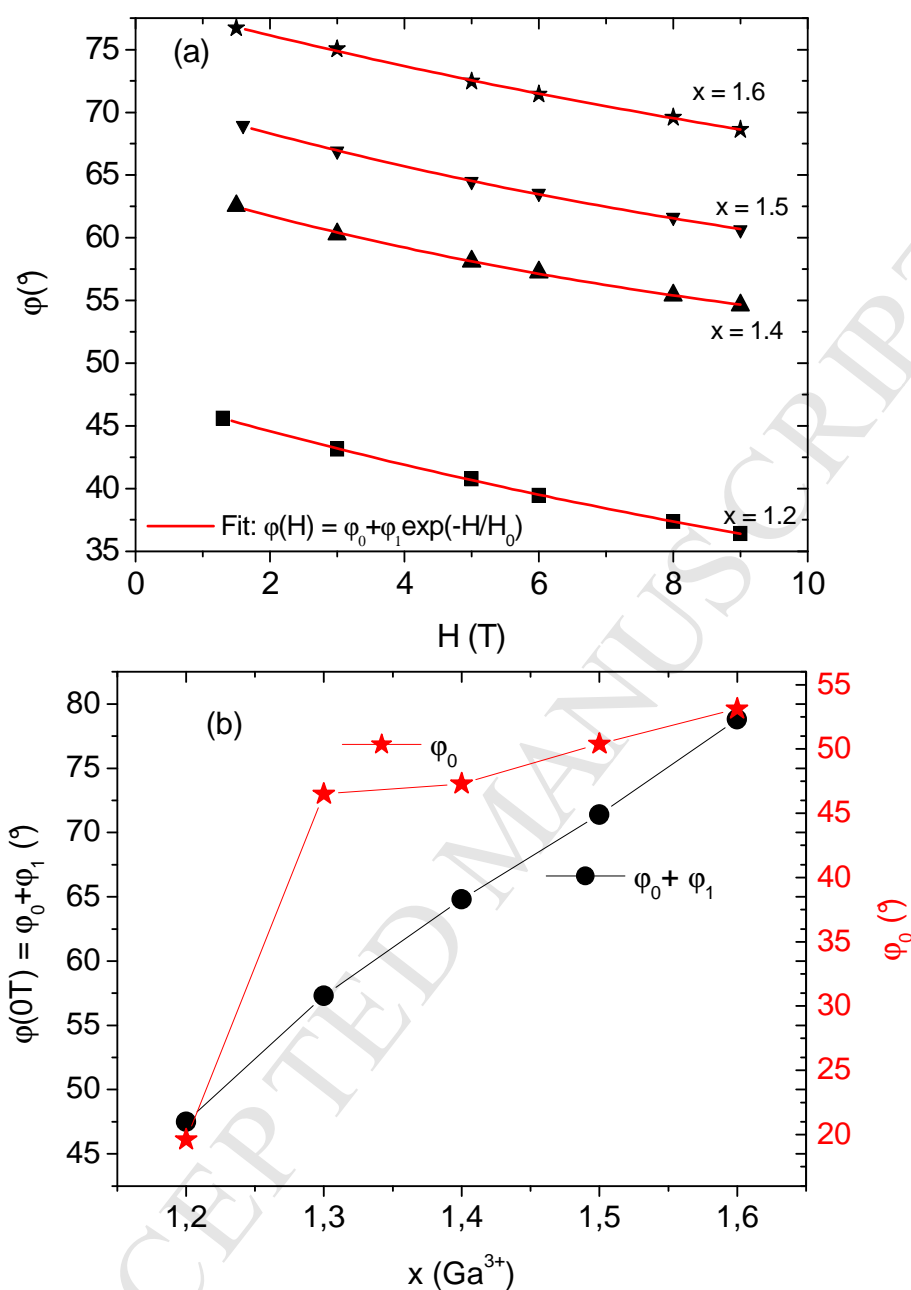 (a)
75
70
65
60
55
50
45
40
35
φ(°)
x = 1.6
x = 1.5
x = 1.4
x = 1.2
Fit: φ(H) = φ₀+φ₁exp(-H/H₀)
0 2 4 6 8 10
H (T)
(b)
80
75
70
65
60
55
50
45
φ(0T) = φ₀+φ₁ (°)
φ₀
φ₀+ φ₁
55
50
45
40
35
30
25
20
φ₀ (°)
1,2 1,3 1,4 1,5 1,6
x (Ga³⁺)
CEPTED MANUSCRIPT